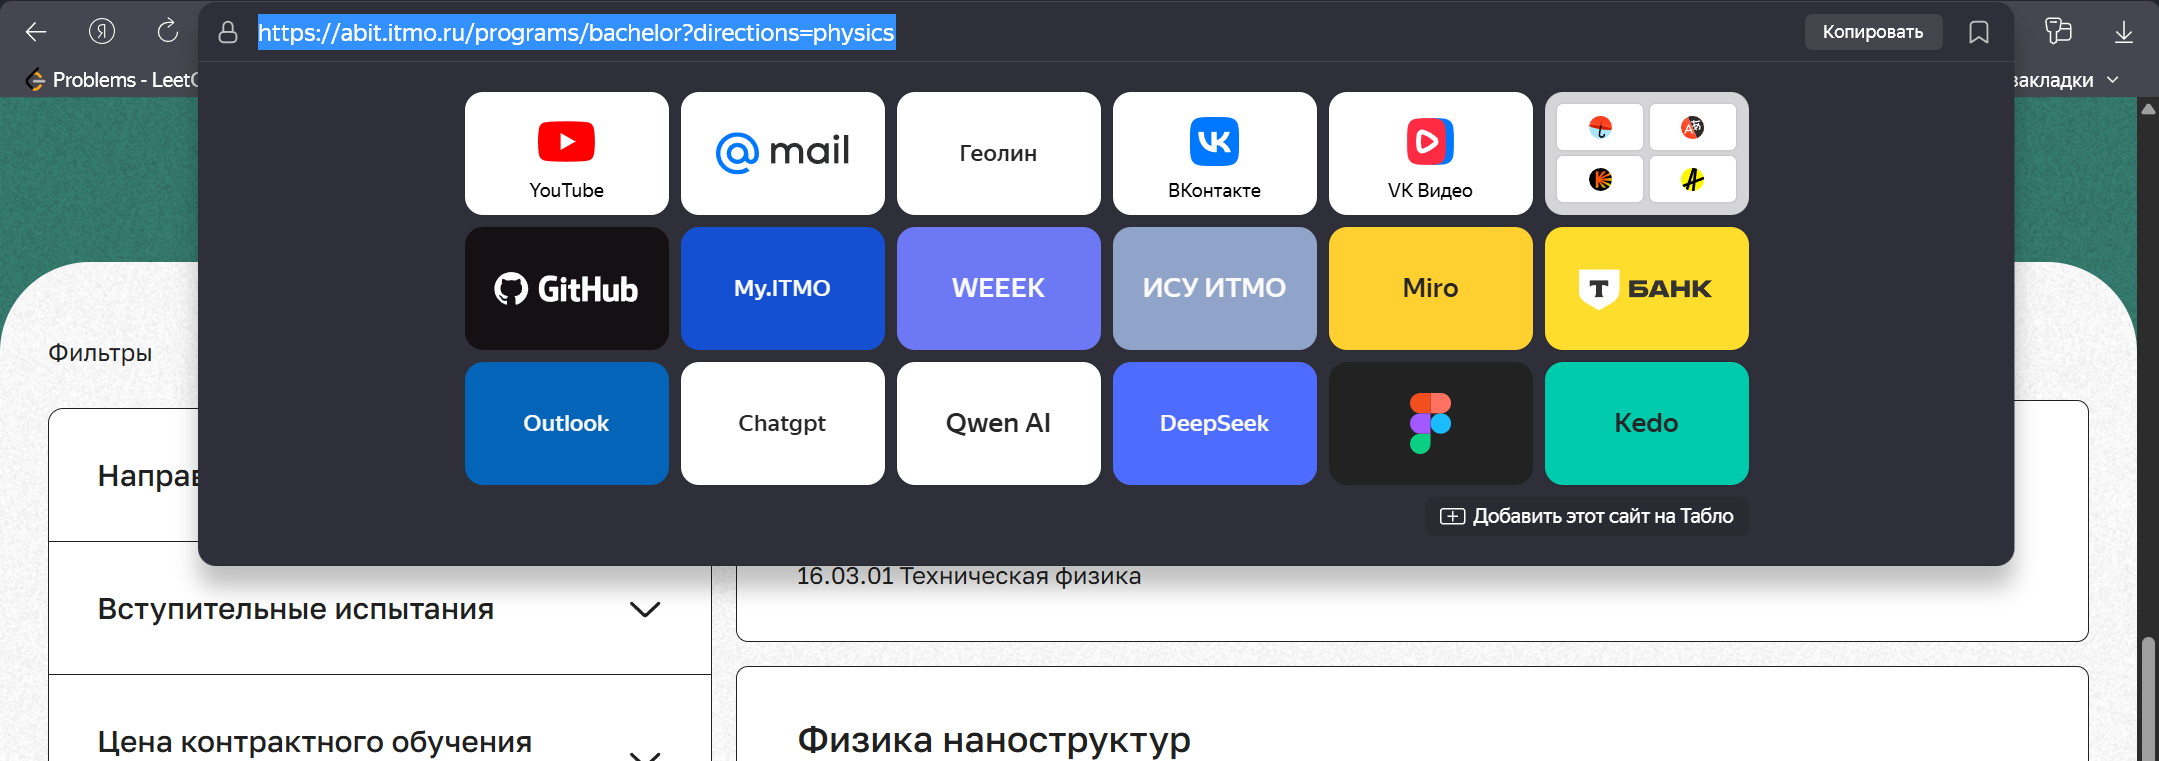 https://abit.itmo.ru/programs/bachelor?directions=physics
Копировать
Problems - Leet
закладки
YouTube
@mail
Геолин
ВКонтакте
VK Видео
GitHub
My.ITMO
WEEEK
ИСУ ИТМО
Miro
Т БАНК
Outlook
Chatgpt
Qwen AI
DeepSeek
Kedo
Добавить этот сайт на Табло
Фильтры
Направ
Вступительные испытания
Цена контрактного обучения
16.03.01 Техническая физика
Физика наноструктур